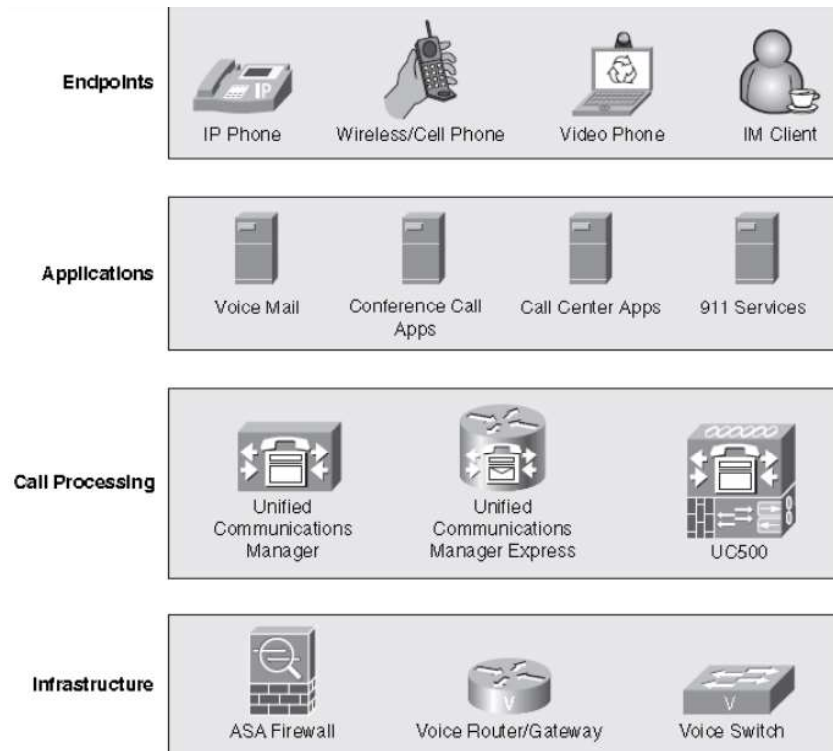 Endpoints
IP
IP Phone
Wireless/Cell Phone
Video Phone
IM Client
Applications
Voice Mail
Conference Call
Apps
Call Center Apps
911 Services
Call Processing
Unified
Communications
Manager
Unified
Communications
Manager Express
UC500
Infrastructure
V
V
ASA Firewall
Voice Router/Gateway
Voice Switch